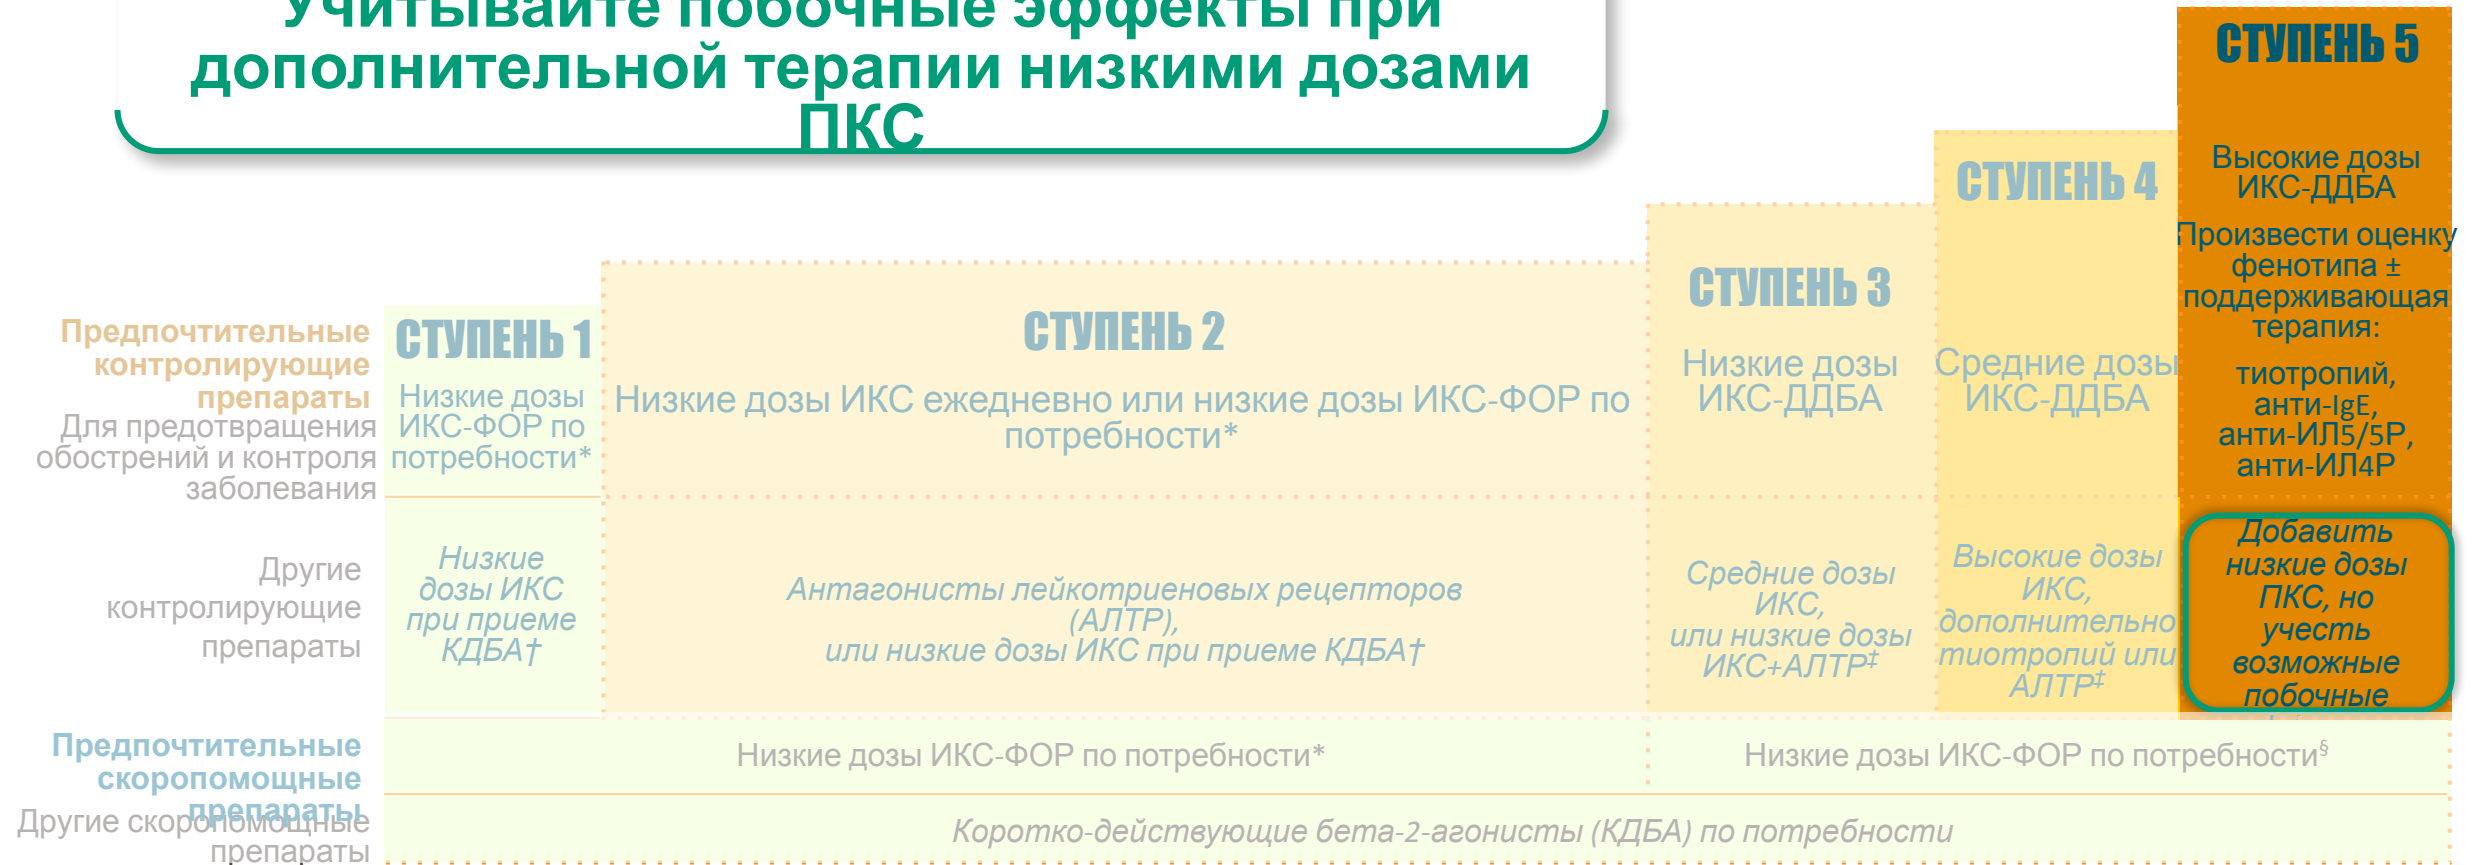 Учитывайте побочные эффекты при
дополнительной терапии низкими дозами
ПКС
СТУПЕНЬ 5
Высокие дозы
ИКС-ДДБА
Произвести оценку
фенотипа ±
поддерживающая
терапия:
тиотропий,
анти-IgE,
анти-ИЛ5/5Р,
анти-ИЛ4Р
СТУПЕНЬ 4
Средние дозы
ИКС-ДДБА
СТУПЕНЬ 3
Низкие дозы
ИКС-ДДБА
СТУПЕНЬ 2
Низкие дозы ИКС ежедневно или низкие дозы ИКС-ФОР по
потребности*
СТУПЕНЬ 1
Низкие дозы
ИКС-ФОР по
потребности*
Предпочтительные
контролирующие
препараты
Для предотвращения
обострений и контроля
заболевания
Другие
контролирующие
препараты
Низкие
дозы ИКС
при приеме
КДБА†
Антагонисты лейкотриеновых рецепторов
(АЛТР),
или низкие дозы ИКС при приеме КДБА†
Средние дозы
ИКС,
или низкие дозы
ИКС+АЛТР‡
Высокие дозы
ИКС,
дополнительно
тиотропий или
АЛТР‡
Добавить
низкие дозы
ПКС, но
учесть
возможные
побочные
Предпочтительные
скоропомощные
препараты
Низкие дозы ИКС-ФОР по потребности*
Низкие дозы ИКС-ФОР по потребности§
Другие скоропомощные
препараты
Коротко-действующие бета-2-агонисты (КДБА) по потребности